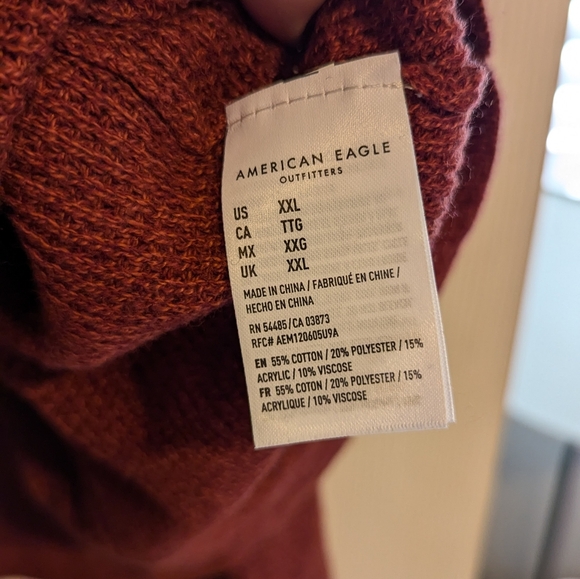 AMERICAN EAGLE
OUTFITTERS
US XXL
CA TTG
MX XXG
UK XXL
MADE IN CHINA / FABRIQUÉ EN CHINE /
HECHO EN CHINA
RN 54485/CA 03873
RFC# AEM120605U9A
EN 55% COTTON / 20% POLYESTER / 15%
ACRYLIC / 10% VISCOSE
FR 55% COTON / 20% POLYESTER / 15%
ACRYLIQUE / 10% VISCOSE